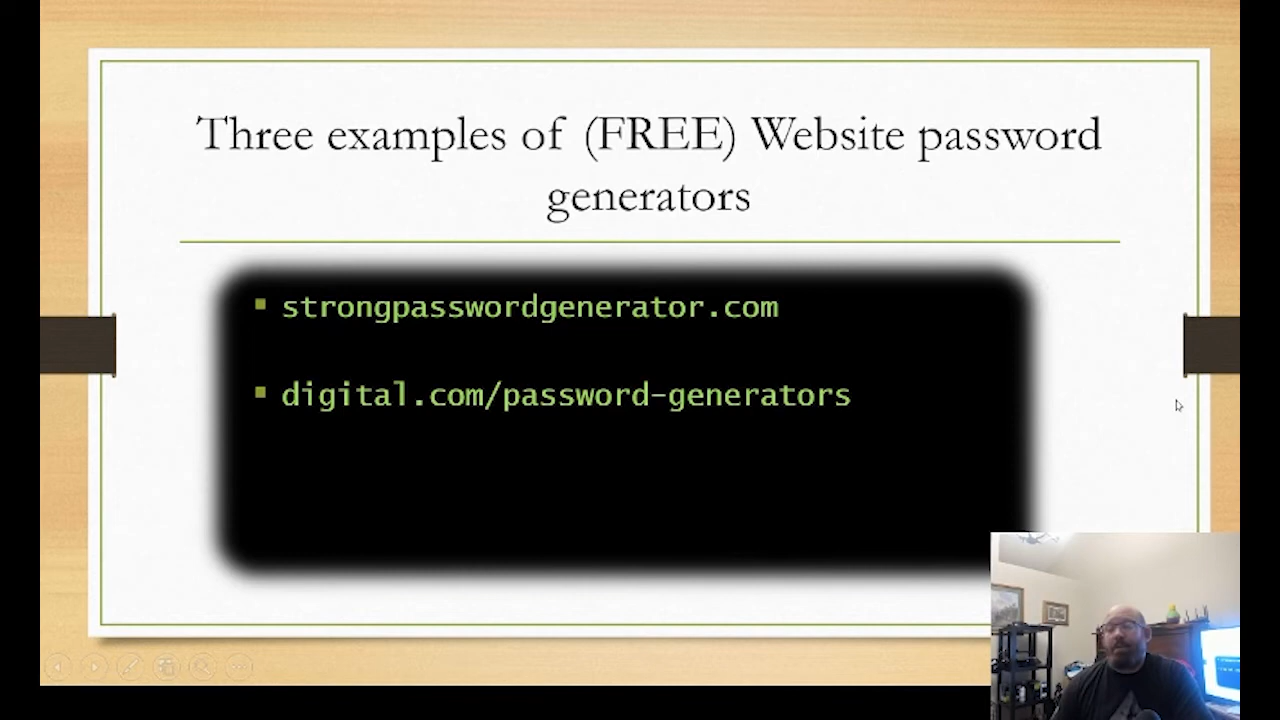 Three examples of (FREE) Website password
generators
strongpasswordgenerator.com
digital.com/password-generators